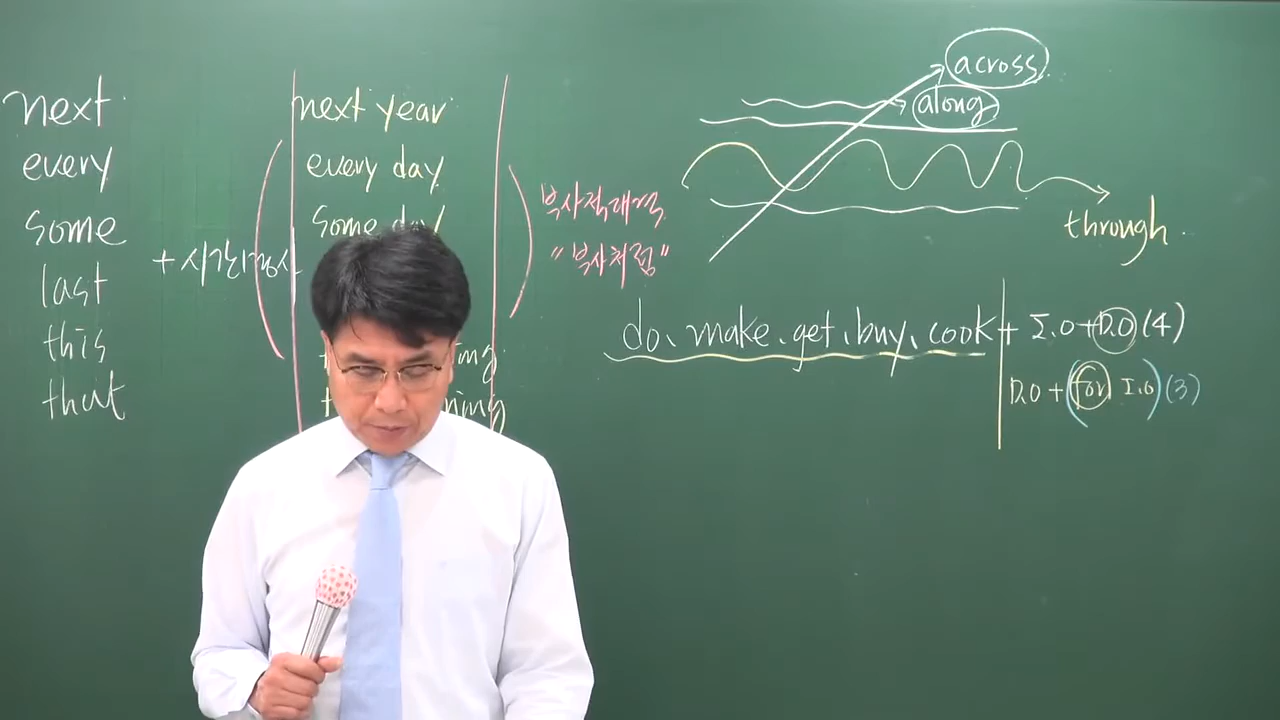 next
every
some
last
this
that
+ 시간명사
next year
every day
some day
부사적대격
"부사처럼"
across
along
through
do, make, get, buy, cook + I.O + D.O (4)
D.O + (for I.O) (3)